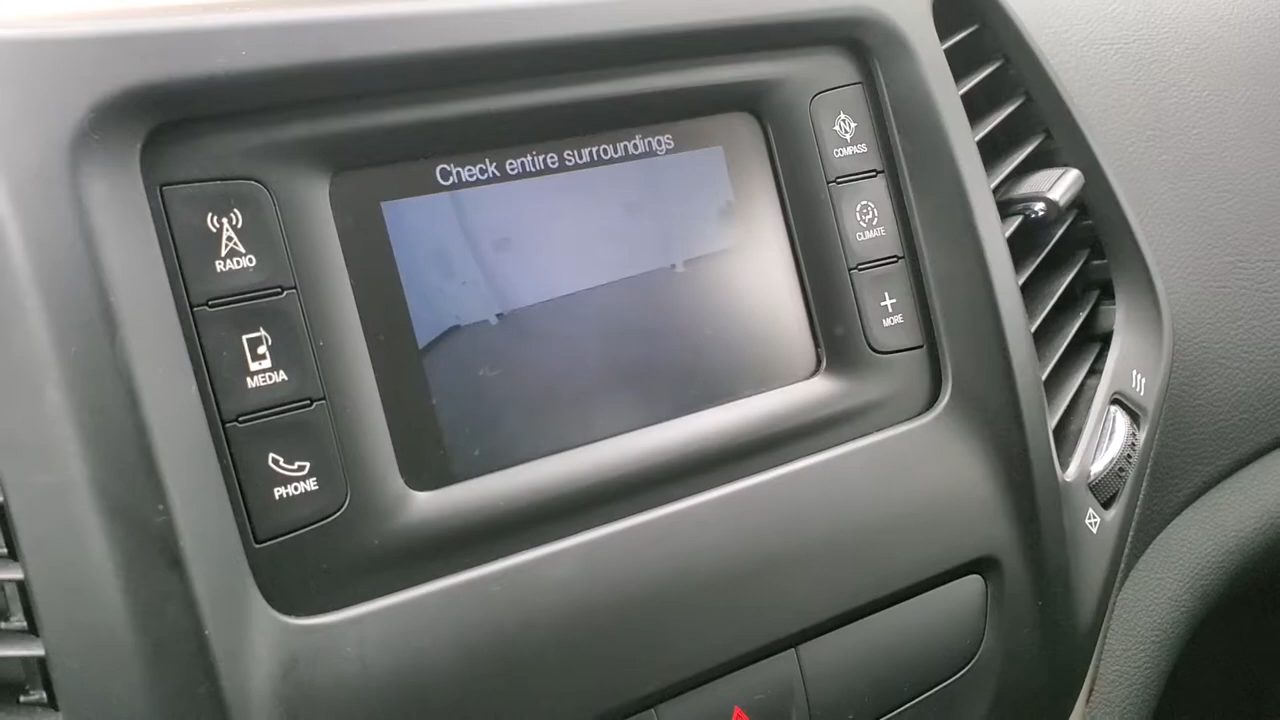 Check entire surroundings
RADIO
MEDIA
PHONE
N
COMPASS
CLIMATE
MORE